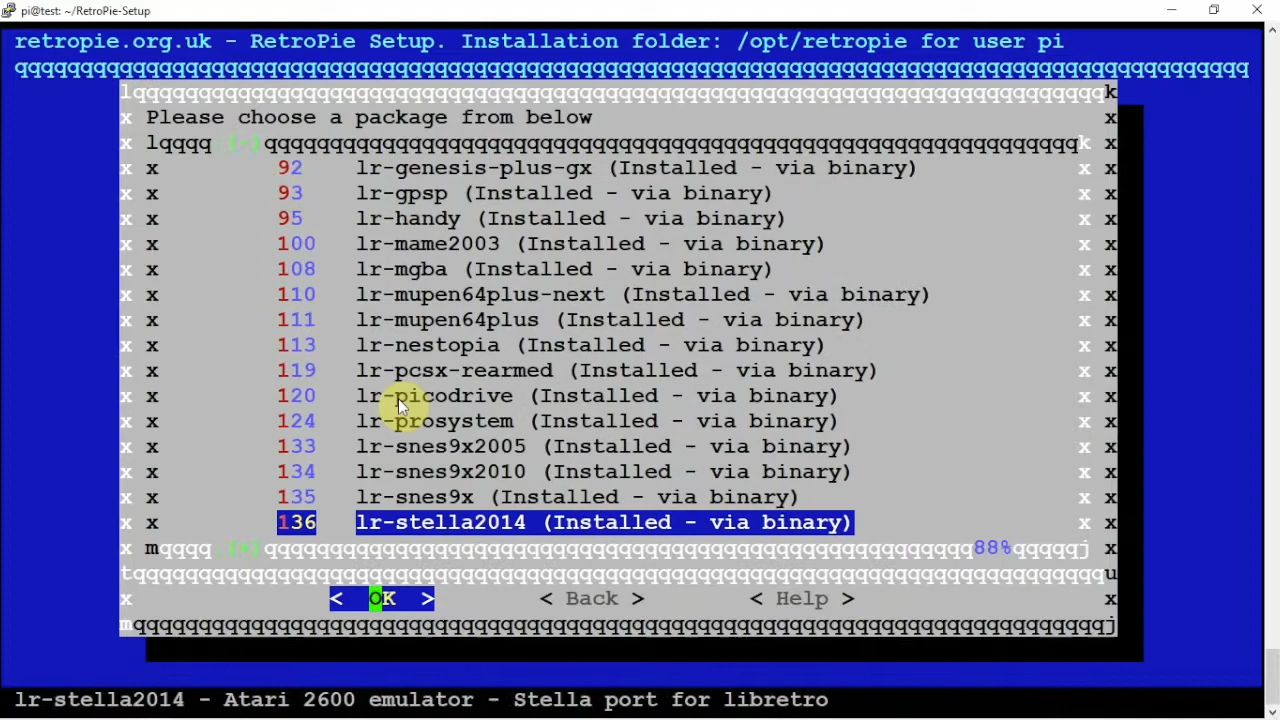 pi@test: ~/RetroPie-Setup
retropie.org.uk - RetroPie Setup. Installation folder: /opt/retropie for user pi
Please choose a package from below
92 lr-genesis-plus-gx (Installed - via binary)
93 lr-gpsp (Installed - via binary)
95 lr-handy (Installed - via binary)
100 lr-mame2003 (Installed - via binary)
108 lr-mgba (Installed - via binary)
110 lr-mupen64plus-next (Installed - via binary)
111 lr-mupen64plus (Installed - via binary)
113 lr-nestopia (Installed - via binary)
119 lr-pcsx-rearmed (Installed - via binary)
120 lr-picodrive (Installed - via binary)
124 lr-prosystem (Installed - via binary)
133 lr-snes9x2005 (Installed - via binary)
134 lr-snes9x2010 (Installed - via binary)
135 lr-snes9x (Installed - via binary)
136 lr-stella2014 (Installed - via binary)
88%
< OK > < Back > < Help >
lr-stella2014 - Atari 2600 emulator - Stella port for libretro